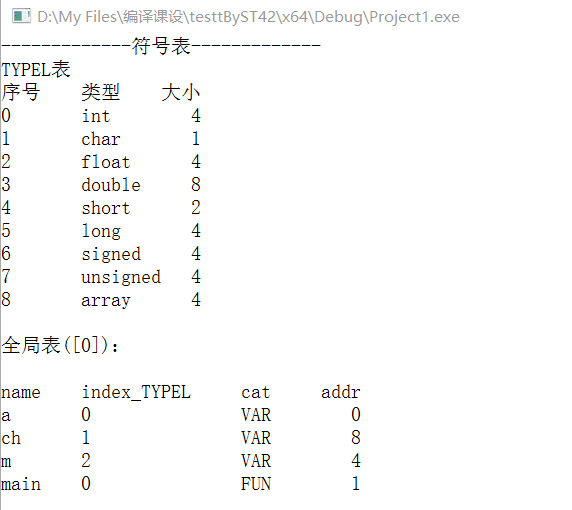 D:\My Files\编译课设\testtByST42\x64\Debug\Project1.exe
-------------符号表-------------
TYPEL表
序号 类型 大小
0 int 4
1 char 1
2 float 4
3 double 8
4 short 2
5 long 4
6 signed 4
7 unsigned 4
8 array 4
全局表([0]):
name index_TYPEL cat addr
a 0 VAR 0
ch 1 VAR 8
m 2 VAR 4
main 0 FUN 1